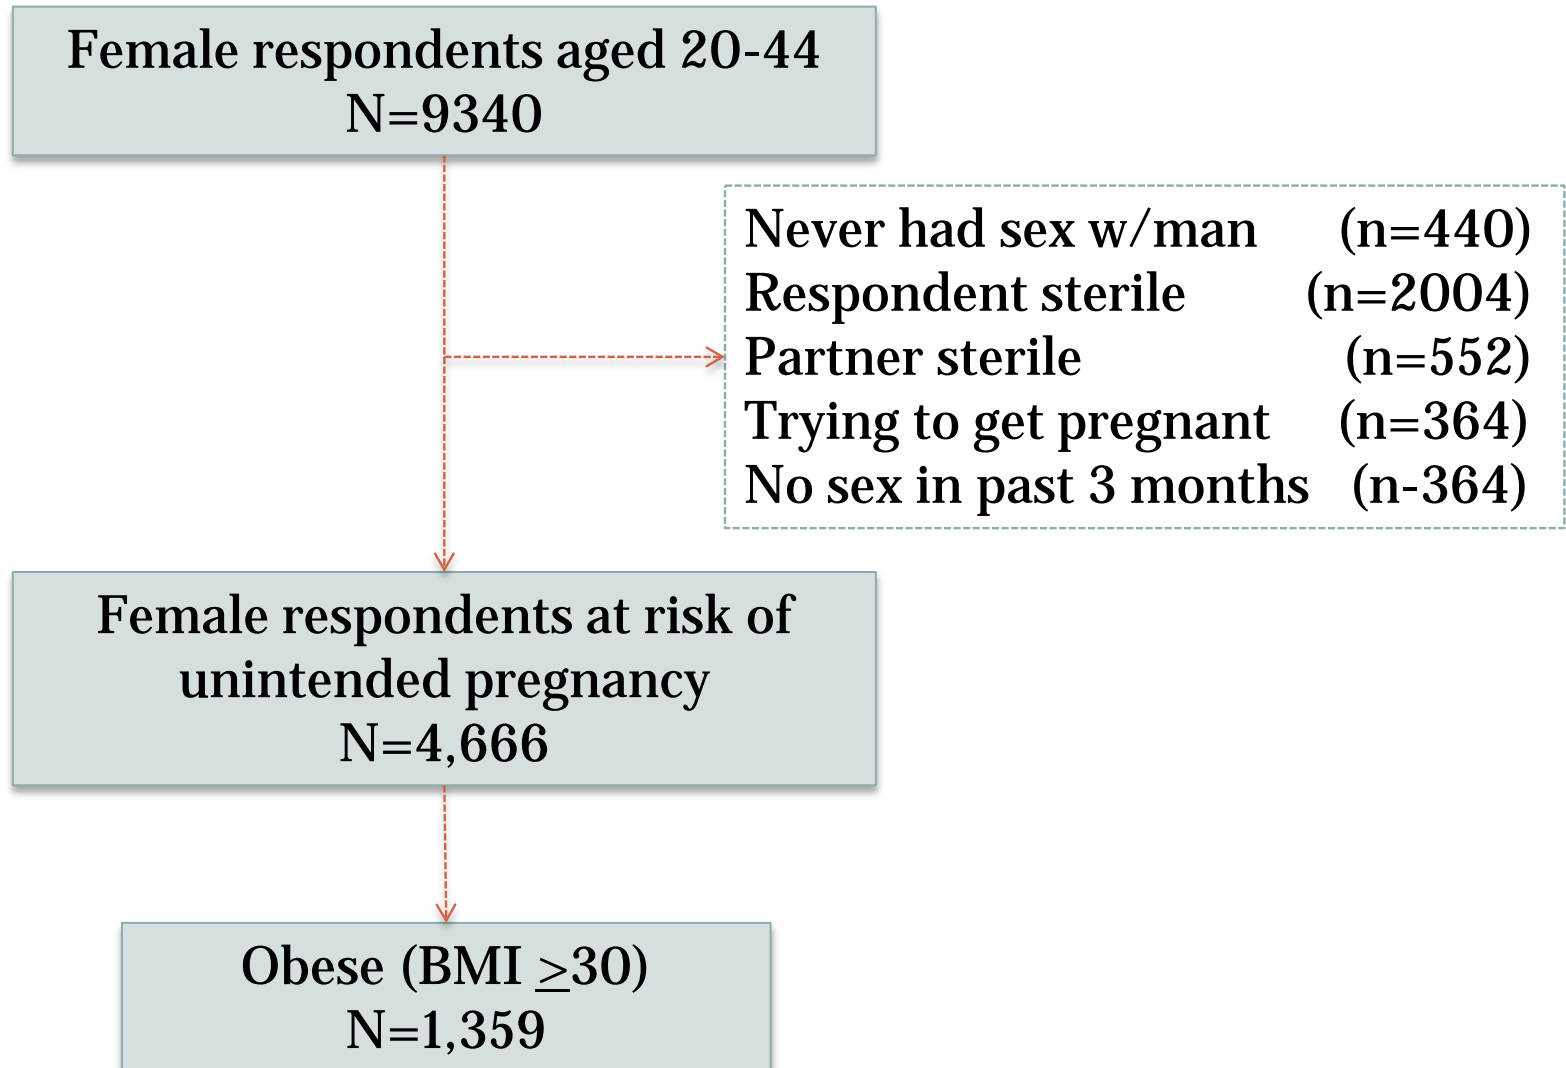 Female respondents aged 20-44
N=9340
Never had sex w/man (n=440)
Respondent sterile (n=2004)
Partner sterile (n=552)
Trying to get pregnant (n=364)
No sex in past 3 months (n-364)
Female respondents at risk of
unintended pregnancy
N=4,666
Obese (BMI ≥30)
N=1,359